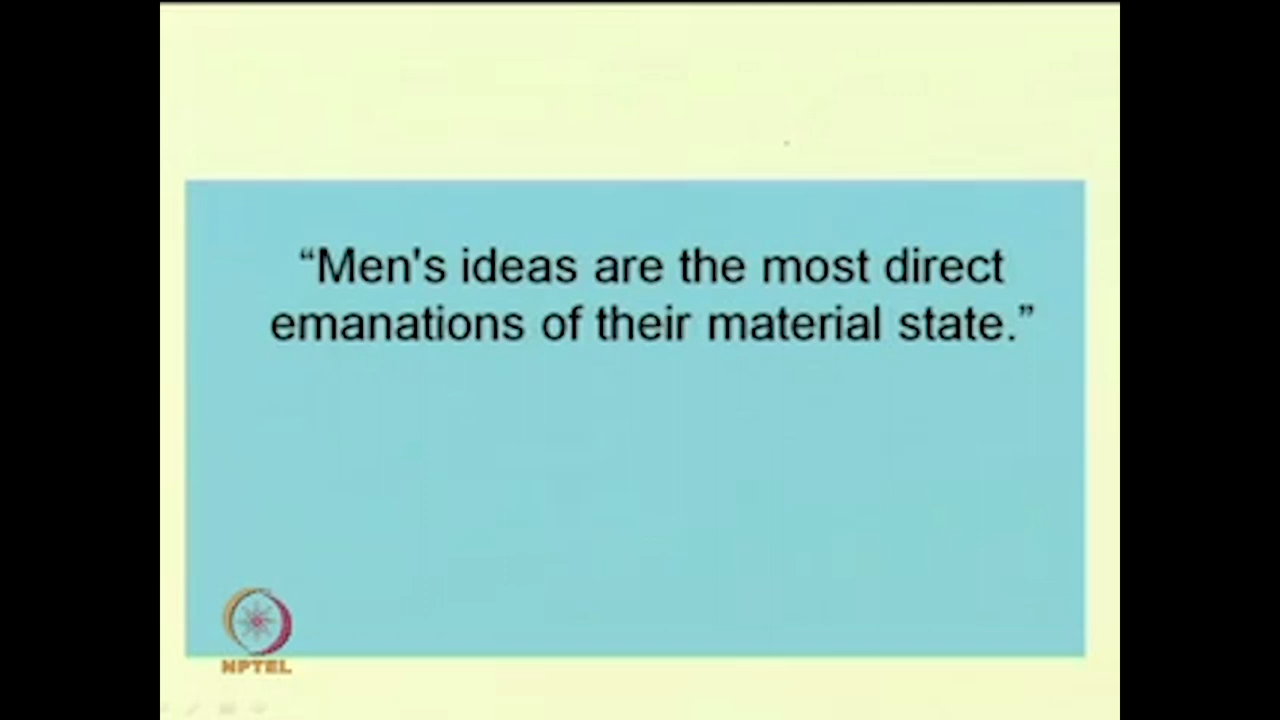 “Men's ideas are the most direct
emanations of their material state.”
NPTEL